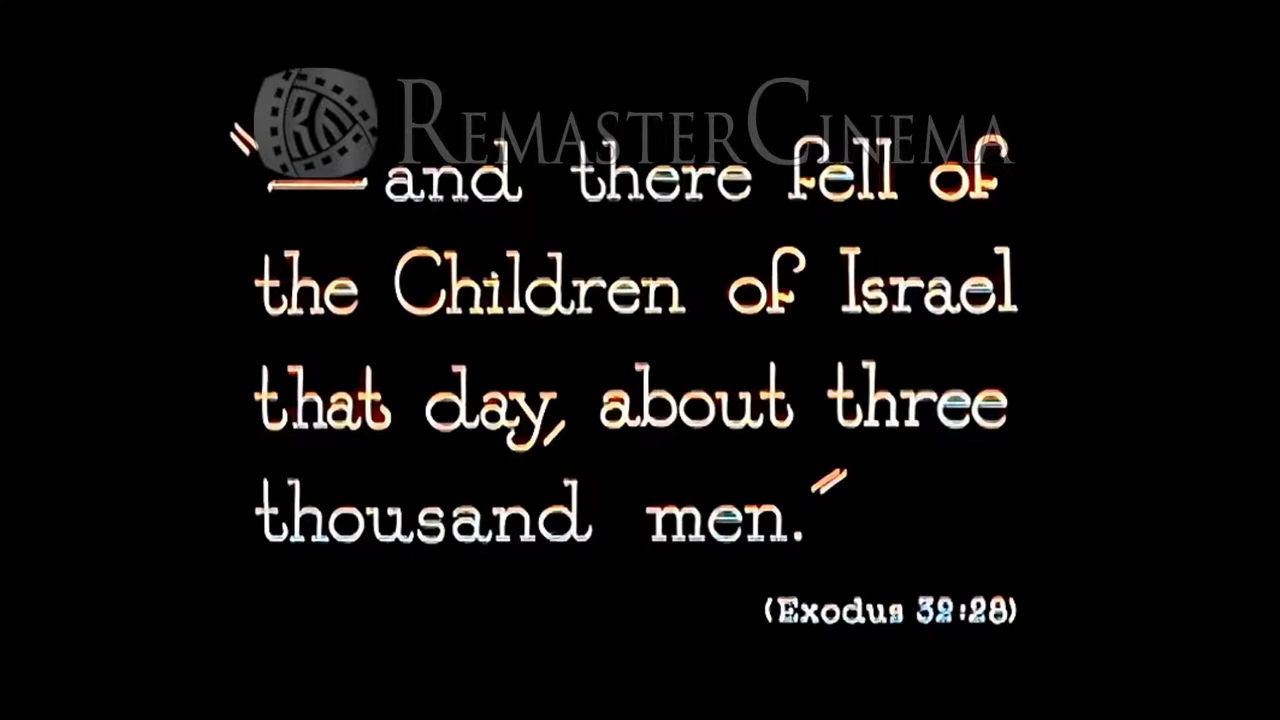 REMASTERCINEMA
"— and there fell of
the Children of Israel
that day, about three
thousand men."
(Exodus 32:28)